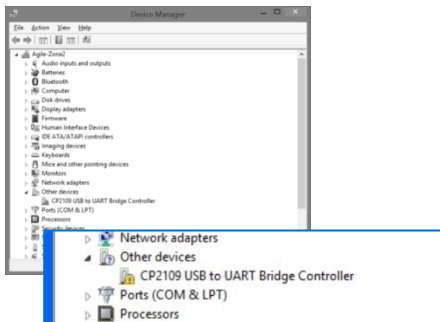 Device Manager
File Action View Help
Agile-Zona2
Audio inputs and outputs
Batteries
Bluetooth
Computer
Disk drives
Display adapters
Firmware
Human Interface Devices
IDE ATA/ATAPI controllers
Imaging devices
Keyboards
Mice and other pointing devices
Monitors
Network adapters
Other devices
CP2109 USB to UART Bridge Controller
Ports (COM & LPT)
Processors
Security devices
Network adapters
Other devices
CP2109 USB to UART Bridge Controller
Ports (COM & LPT)
Processors